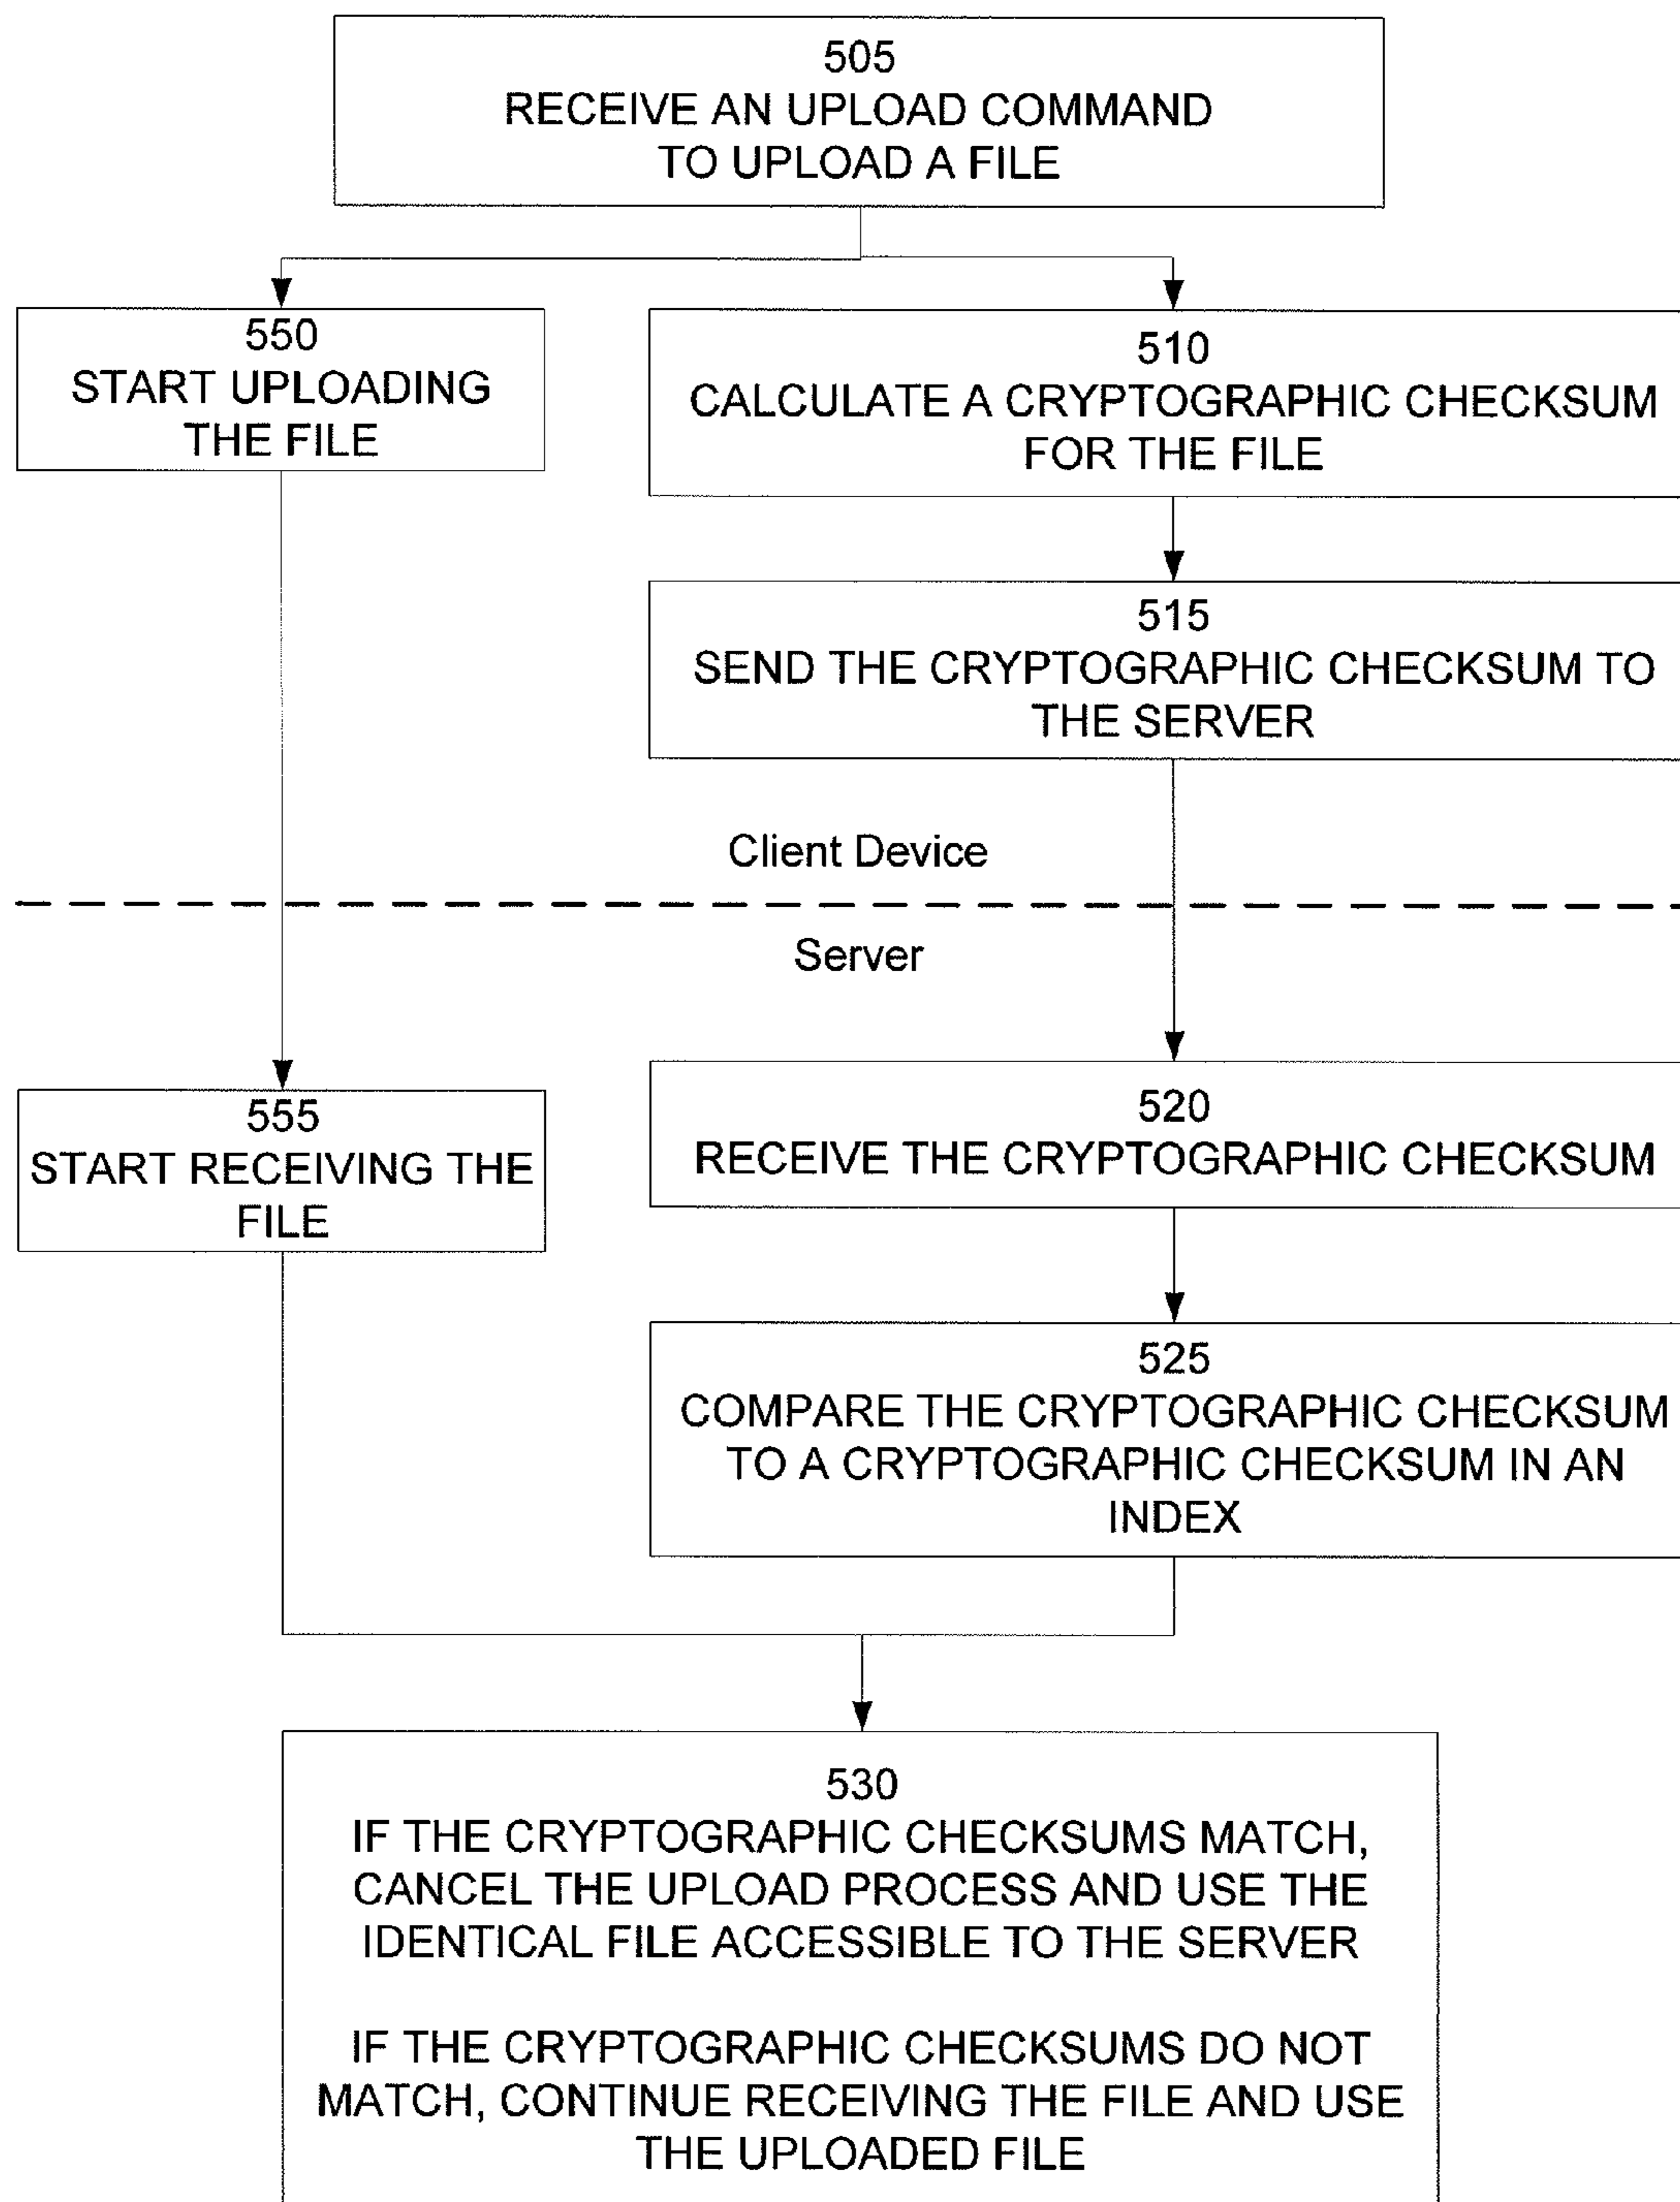 505
RECEIVE AN UPLOAD COMMAND
TO UPLOAD A FILE
550
START UPLOADING
THE FILE
510
CALCULATE A CRYPTOGRAPHIC CHECKSUM
FOR THE FILE
515
SEND THE CRYPTOGRAPHIC CHECKSUM TO
THE SERVER
Client Device
Server
555
START RECEIVING THE
FILE
520
RECEIVE THE CRYPTOGRAPHIC CHECKSUM
525
COMPARE THE CRYPTOGRAPHIC CHECKSUM
TO A CRYPTOGRAPHIC CHECKSUM IN AN
INDEX
530
IF THE CRYPTOGRAPHIC CHECKSUMS MATCH,
CANCEL THE UPLOAD PROCESS AND USE THE
IDENTICAL FILE ACCESSIBLE TO THE SERVER
IF THE CRYPTOGRAPHIC CHECKSUMS DO NOT
MATCH, CONTINUE RECEIVING THE FILE AND USE
THE UPLOADED FILE